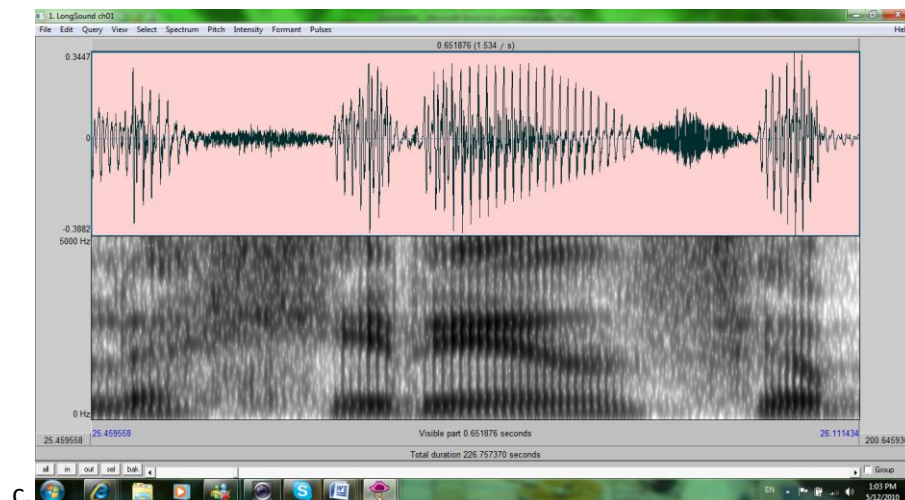 1. LongSound ch01
File Edit Query View Select Spectrum Pitch Intensity Formant Pulses Hel
0.651876 (1.534 / s)
0.3447
0
-0.3882
5000 Hz
0 Hz
25.459558 25.459558 Visible part 0.651876 seconds 26.111434 200.645936
Total duration 226.757370 seconds
all in out sel bak Group
c. EN 1:03 PM
5/12/2010